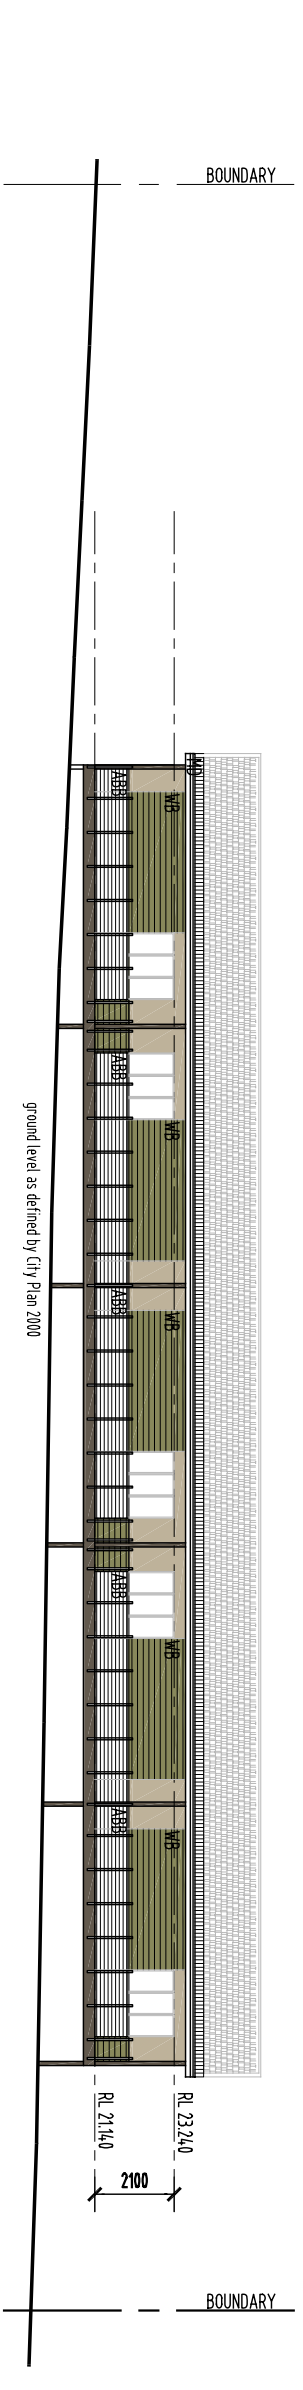 BOUNDARY
MD
ABB
WB
ABB
WB
ground level as defined by City Plan 2000
ABB
WB
ABB
WB
ABB
WB
RL 23.240
RL 21.140
2100
BOUNDARY